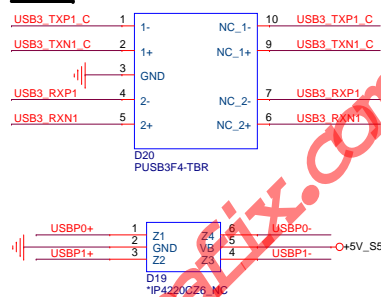 USB3_TXP1_C 1 1- NC_1- 10 USB3_TXP1_C
USB3_TXN1_C 2 1+ NC_1+ 9 USB3_TXN1_C
3 GND
USB3_RXP1 4 2- NC_2- 7 USB3_RXP1
USB3_RXN1 5 2+ NC_2+ 6 USB3_RXN1
D20
PUSB3F4-TBR
USBP0+ 1 Z1 Z4 6 USBP0-
2 GND VB 5 +5V_S5
USBP1+ 3 Z2 Z3 4 USBP1-
D19
*IP4220CZ6_NC